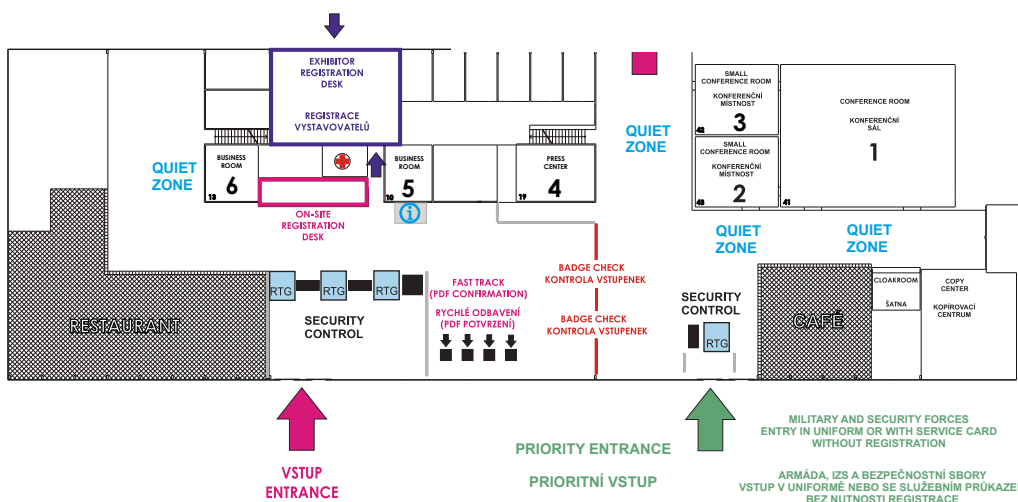 EXHIBITOR
REGISTRATION
DESK
REGISTRACE
VYSTAVOVATELŮ
QUIET
ZONE
BUSINESS
ROOM
6
13
BUSINESS
ROOM
5
10
PRESS
CENTER
4
19
ON-SITE
REGISTRATION
DESK
QUIET
ZONE
SMALL
CONFERENCE ROOM
KONFERENČNÍ
MÍSTNOST
3
42
SMALL
CONFERENCE ROOM
KONFERENČNÍ
MÍSTNOST
2
43
CONFERENCE ROOM
KONFERENČNÍ
SÁL
1
41
QUIET
ZONE
QUIET
ZONE
RESTAURANT
RTG
RTG
RTG
SECURITY
CONTROL
FAST TRACK
(PDF CONFIRMATION)
RYCHLÉ ODBAVENÍ
(PDF POTVRZENÍ)
BADGE CHECK
KONTROLA VSTUPENEK
BADGE CHECK
KONTROLA VSTUPENEK
SECURITY
CONTROL
RTG
CAFÉ
CLOAKROOM
ŠATNA
COPY
CENTER
KOPÍROVACÍ
CENTRUM
VSTUP
ENTRANCE
PRIORITY ENTRANCE
PRIORITNÍ VSTUP
MILITARY AND SECURITY FORCES
ENTRY IN UNIFORM OR WITH SERVICE CARD
WITHOUT REGISTRATION
ARMÁDA, IZS A BEZPEČNOSTNÍ SBORY
VSTUP V UNIFORMĚ NEBO SE SLUŽEBNÍM PRŮKAZE
BEZ NUTNOSTI REGISTRACE